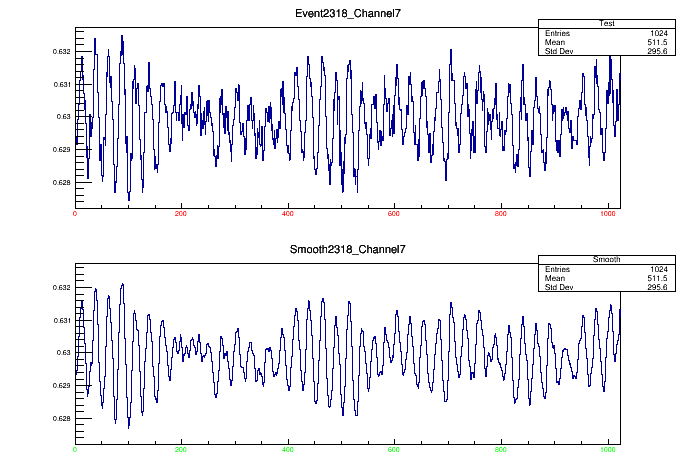 Event2318_Channel7
Test
Entries 1024
Mean 511.5
Std Dev 295.6
0.632
0.631
0.63
0.629
0.628
0 200 400 600 800 1000
Smooth2318_Channel7
Smooth
Entries 1024
Mean 511.5
Std Dev 295.6
0.632
0.631
0.63
0.629
0.628
0 200 400 600 800 1000